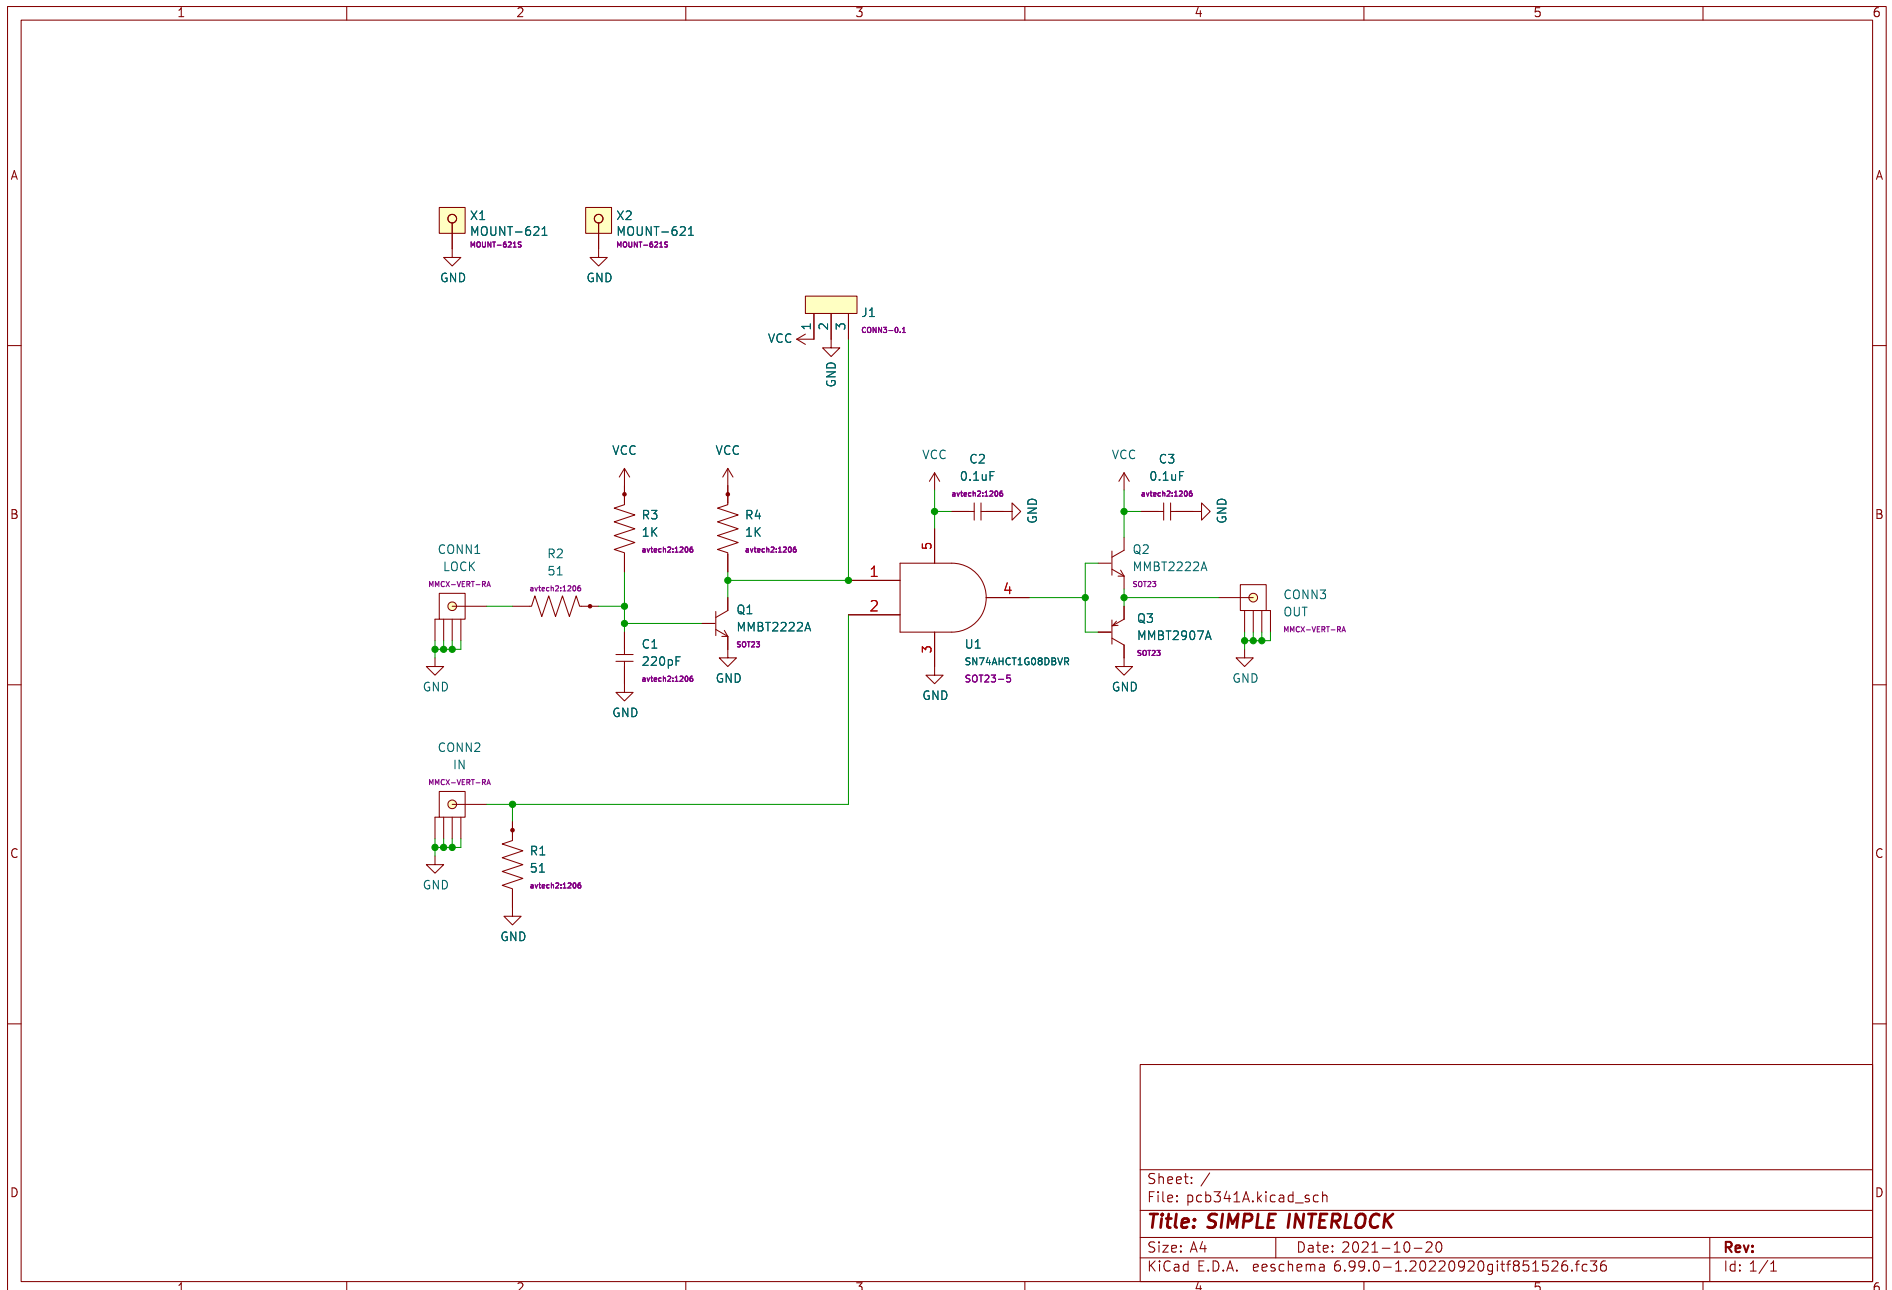 1 2 3 4 5 6
A A
X1
MOUNT-621
MOUNT-621S
GND
X2
MOUNT-621
MOUNT-621S
GND
J1
CONN3-0.1
1 2 3
VCC
GND
B B
VCC
R3
1K
avtech2:1206
VCC
R4
1K
avtech2:1206
VCC
C2
0.1uF
avtech2:1206
GND
VCC
C3
0.1uF
avtech2:1206
GND
CONN1
LOCK
MMCX-VERT-RA
GND
R2
51
avtech2:1206
C1
220pF
avtech2:1206
GND
Q1
MMBT2222A
SOT23
GND
5
1
2
4
3
U1
SN74AHCT1G08DBVR
SOT23-5
GND
Q2
MMBT2222A
SOT23
Q3
MMBT2907A
SOT23
GND
CONN3
OUT
MMCX-VERT-RA
GND
CONN2
IN
MMCX-VERT-RA
GND
R1
51
avtech2:1206
GND
C C
D D
Sheet: /
File: pcb341A.kicad_sch
Title: SIMPLE INTERLOCK
Size: A4 Date: 2021-10-20 Rev:
KiCad E.D.A. eeschema 6.99.0-1.20220920gitf851526.fc36 Id: 1/1
1 2 3 4 5 6